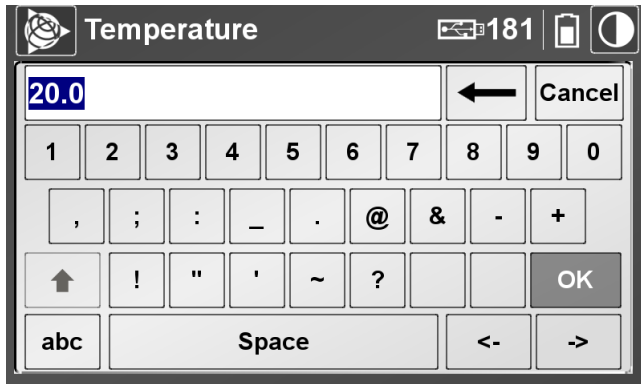 Temperature 181
20.0 Cancel
1 2 3 4 5 6 7 8 9 0
, ; : _ . @ & - +
! " ' ~ ? OK
abc Space <- ->